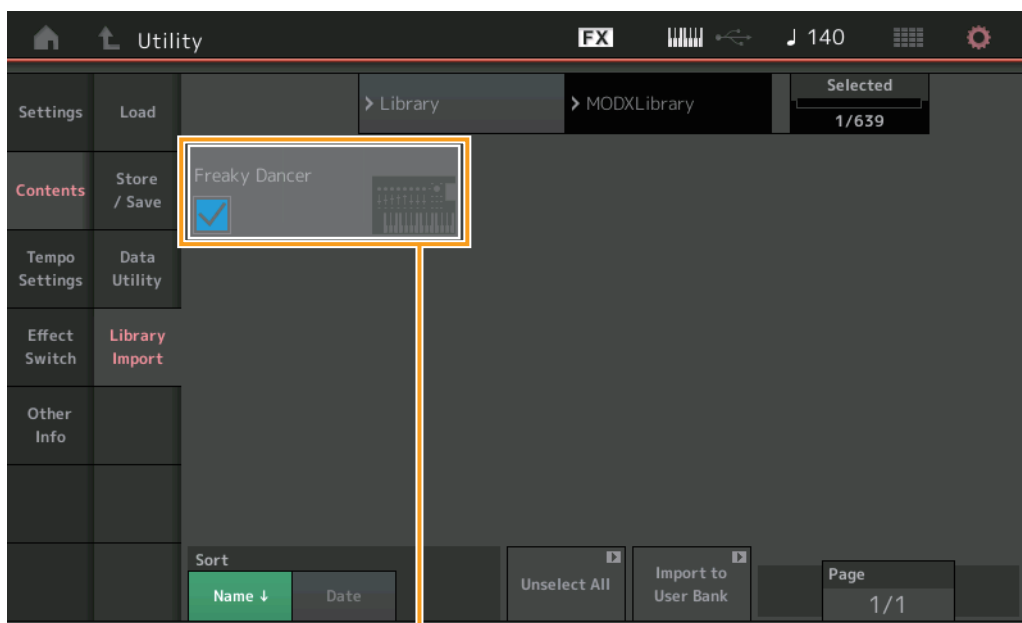 Utility
FX
♩ 140
Settings
Load
> Library
> MODXLibrary
Selected
1/639
Contents
Store
/ Save
Freaky Dancer
Tempo
Settings
Data
Utility
Effect
Switch
Library
Import
Other
Info
Sort
Name ↓
Date
Unselect All
Import to
User Bank
Page
1/1